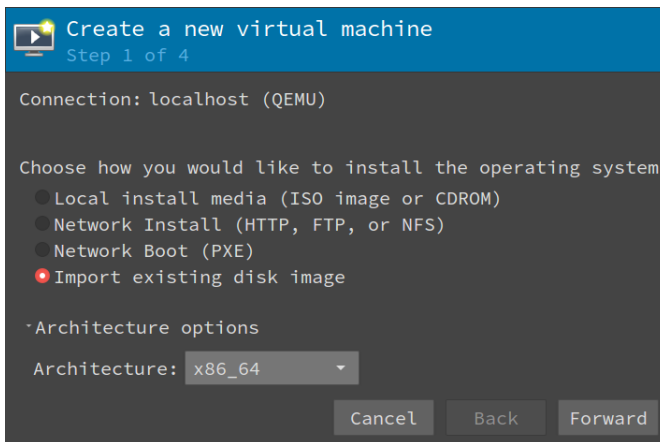 Create a new virtual machine
Step 1 of 4
Connection: localhost (QEMU)
Choose how you would like to install the operating system
Local install media (ISO image or CDROM)
Network Install (HTTP, FTP, or NFS)
Network Boot (PXE)
Import existing disk image
Architecture options
Architecture: x86_64
Cancel Back Forward